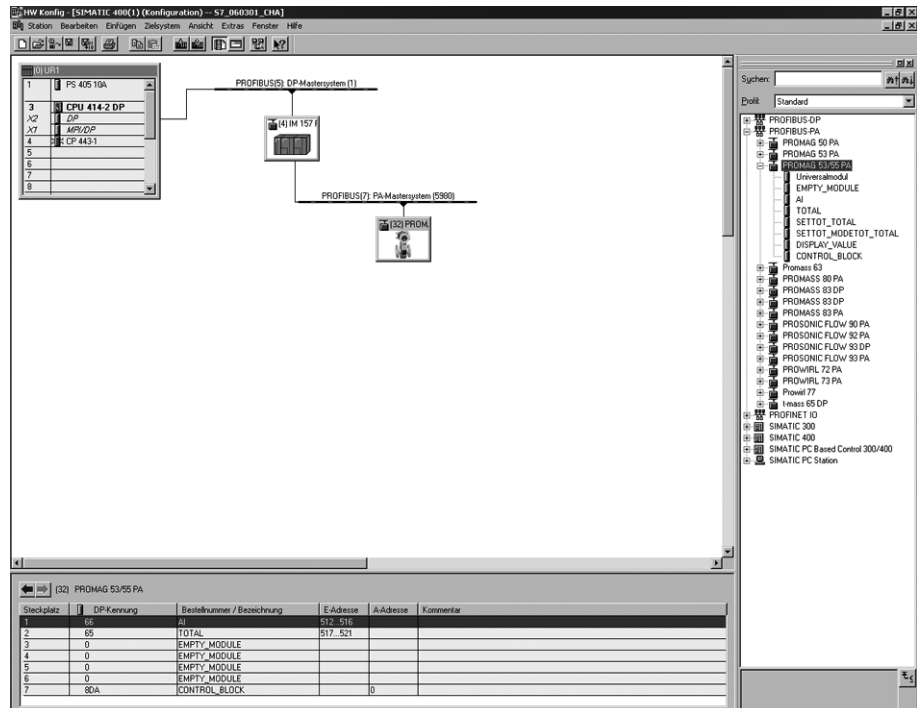 HW Konfig - [SIMATIC 400(1) (Konfiguration) -- S7_060301_CHA]
Station Bearbeiten Einfügen Zielsystem Ansicht Extras Fenster Hilfe
(0) UR1
1 PS 405 10A
3 CPU 414-2 DP
X2 DP
X1 MPI/DP
4 CP 443-1
5
6
7
8
PROFIBUS(5): DP-Mastersystem (1)
(4) IM 157 F
PROFIBUS(7): PA-Mastersystem (5980)
(32) PROM
Suchen:
Profil: Standard
PROFIBUS-DP
PROFIBUS-PA
PROMAG 50 PA
PROMAG 53 PA
PROMAG 53/55 PA
Universalmodul
EMPTY_MODULE
AI
TOTAL
SETTOT_TOTAL
SETTOT_MODETOT_TOTAL
DISPLAY_VALUE
CONTROL_BLOCK
Promass 63
PROMASS 80 PA
PROMASS 83 DP
PROMASS 83 DP
PROMASS 83 PA
PROSONIC FLOW 90 PA
PROSONIC FLOW 92 PA
PROSONIC FLOW 93 DP
PROSONIC FLOW 93 PA
PROWIRL 72 PA
PROWIRL 73 PA
Prowirl 77
t-mass 65 DP
PROFINET IO
SIMATIC 300
SIMATIC 400
SIMATIC PC Based Control 300/400
SIMATIC PC Station
(32) PROMAG 53/55 PA
Steckplatz DP-Kennung Bestellnummer / Bezeichnung E-Adresse A-Adresse Kommentar
1 66 AI 512...516
2 65 TOTAL 517...521
3 0 EMPTY_MODULE
4 0 EMPTY_MODULE
5 0 EMPTY_MODULE
6 0 EMPTY_MODULE
7 8DA CONTROL_BLOCK 0